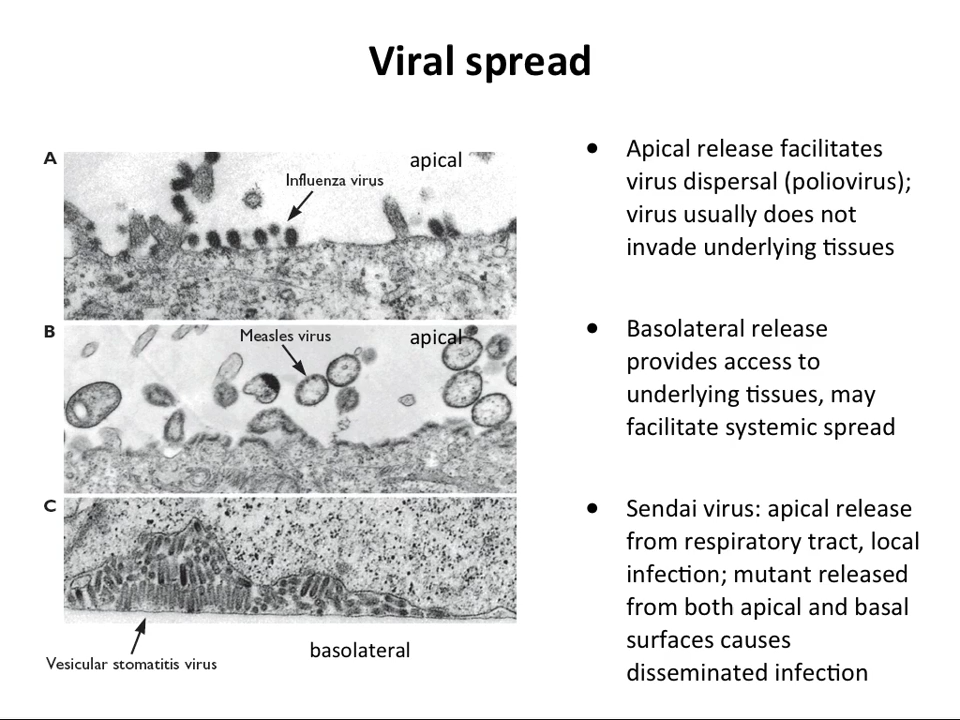 Viral spread
A
apical
Influenza virus
B
Measles virus
apical
C
Vesicular stomatitis virus
basolateral
• Apical release facilitates
virus dispersal (poliovirus);
virus usually does not
invade underlying tissues
• Basolateral release
provides access to
underlying tissues, may
facilitate systemic spread
• Sendai virus: apical release
from respiratory tract, local
infection; mutant released
from both apical and basal
surfaces causes
disseminated infection